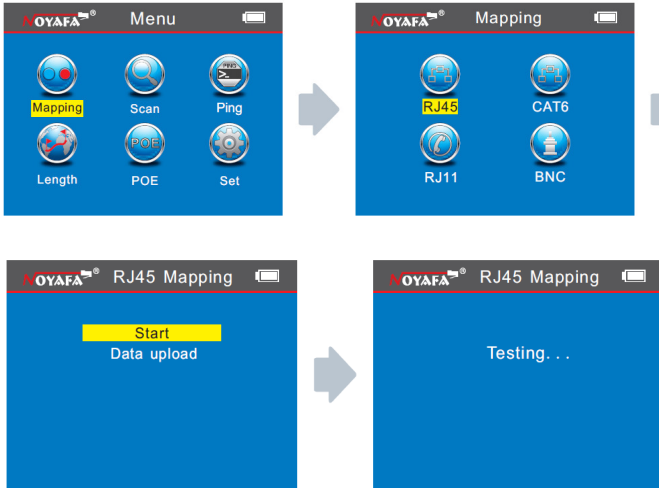 NOYAFA® Menu
PING
>_
Mapping Scan Ping
POE
Length POE Set
NOYAFA® Mapping
RJ45 CAT6
RJ11 BNC
NOYAFA® RJ45 Mapping
Start
Data upload
NOYAFA® RJ45 Mapping
Testing. . .